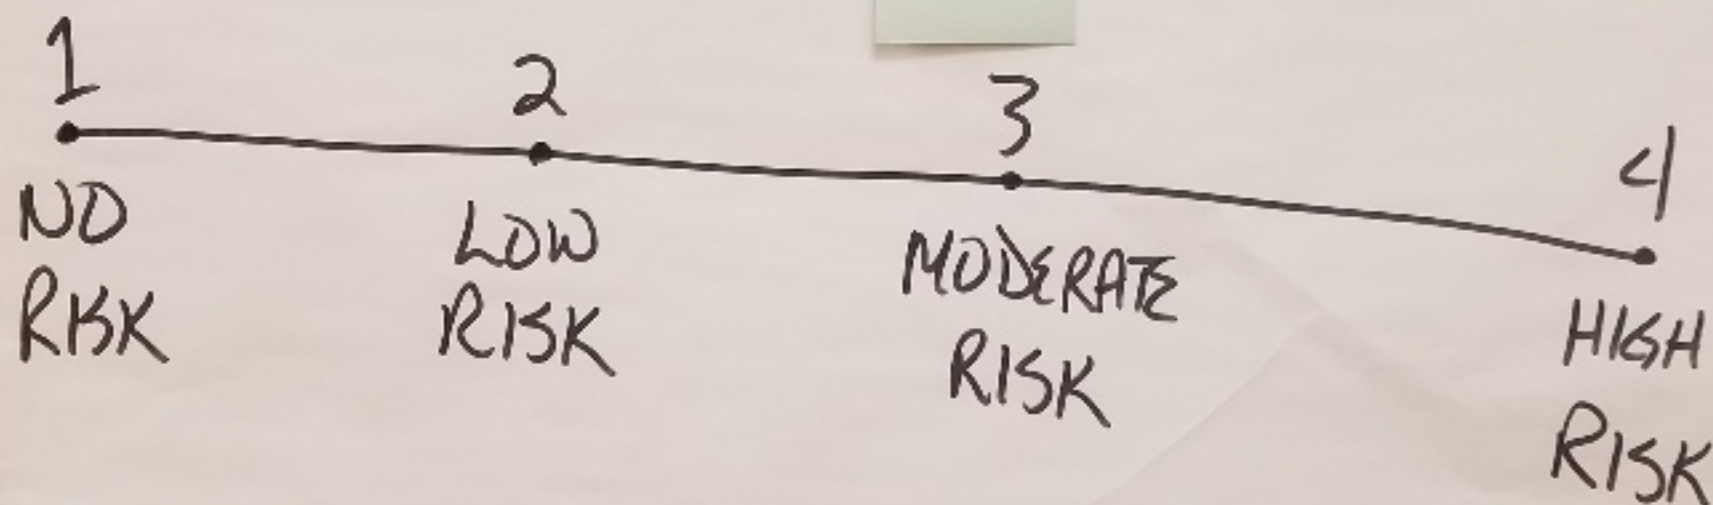 1
NO
RISK
2
LOW
RISK
3
MODERATE
RISK
4
HIGH
RISK